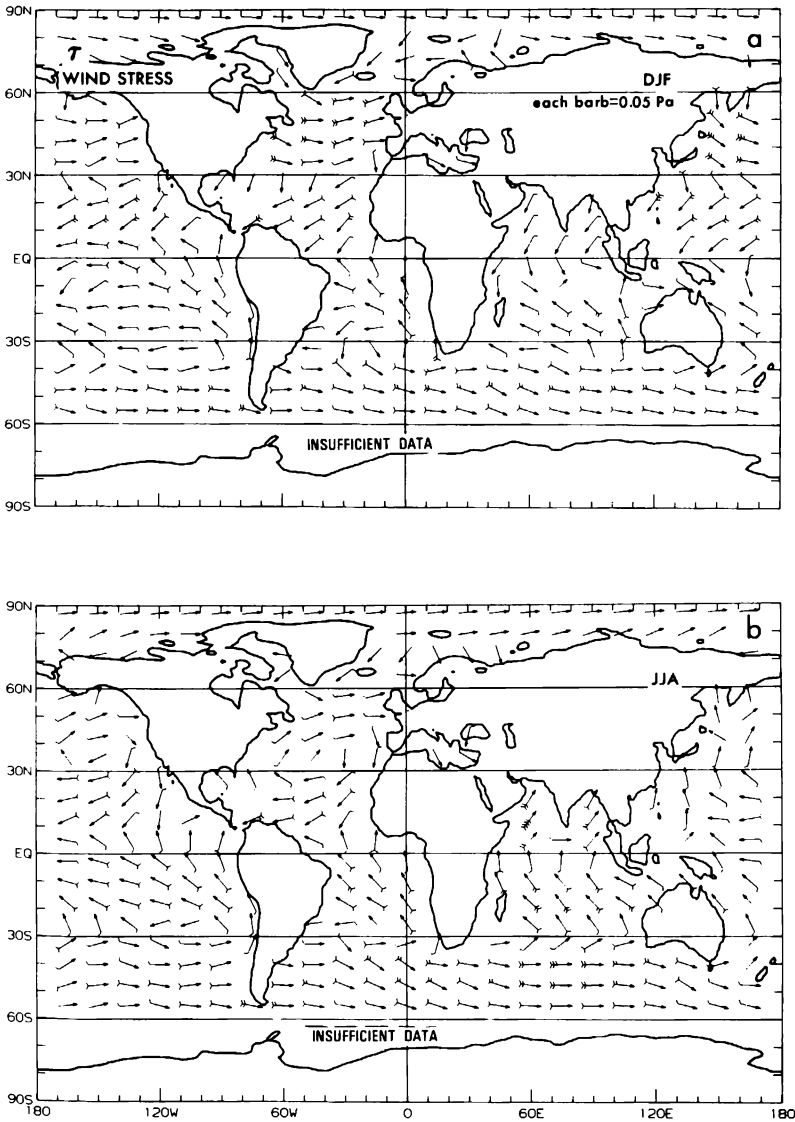 90N
a
τ
WIND STRESS
DJF
60N
each barb=0.05 Pa
30N
EQ
30S
60S
INSUFFICIENT DATA
90S
90N
b
60N
JJA
30N
EQ
30S
60S
INSUFFICIENT DATA
90S
180 120W 60W 0 60E 120E 180